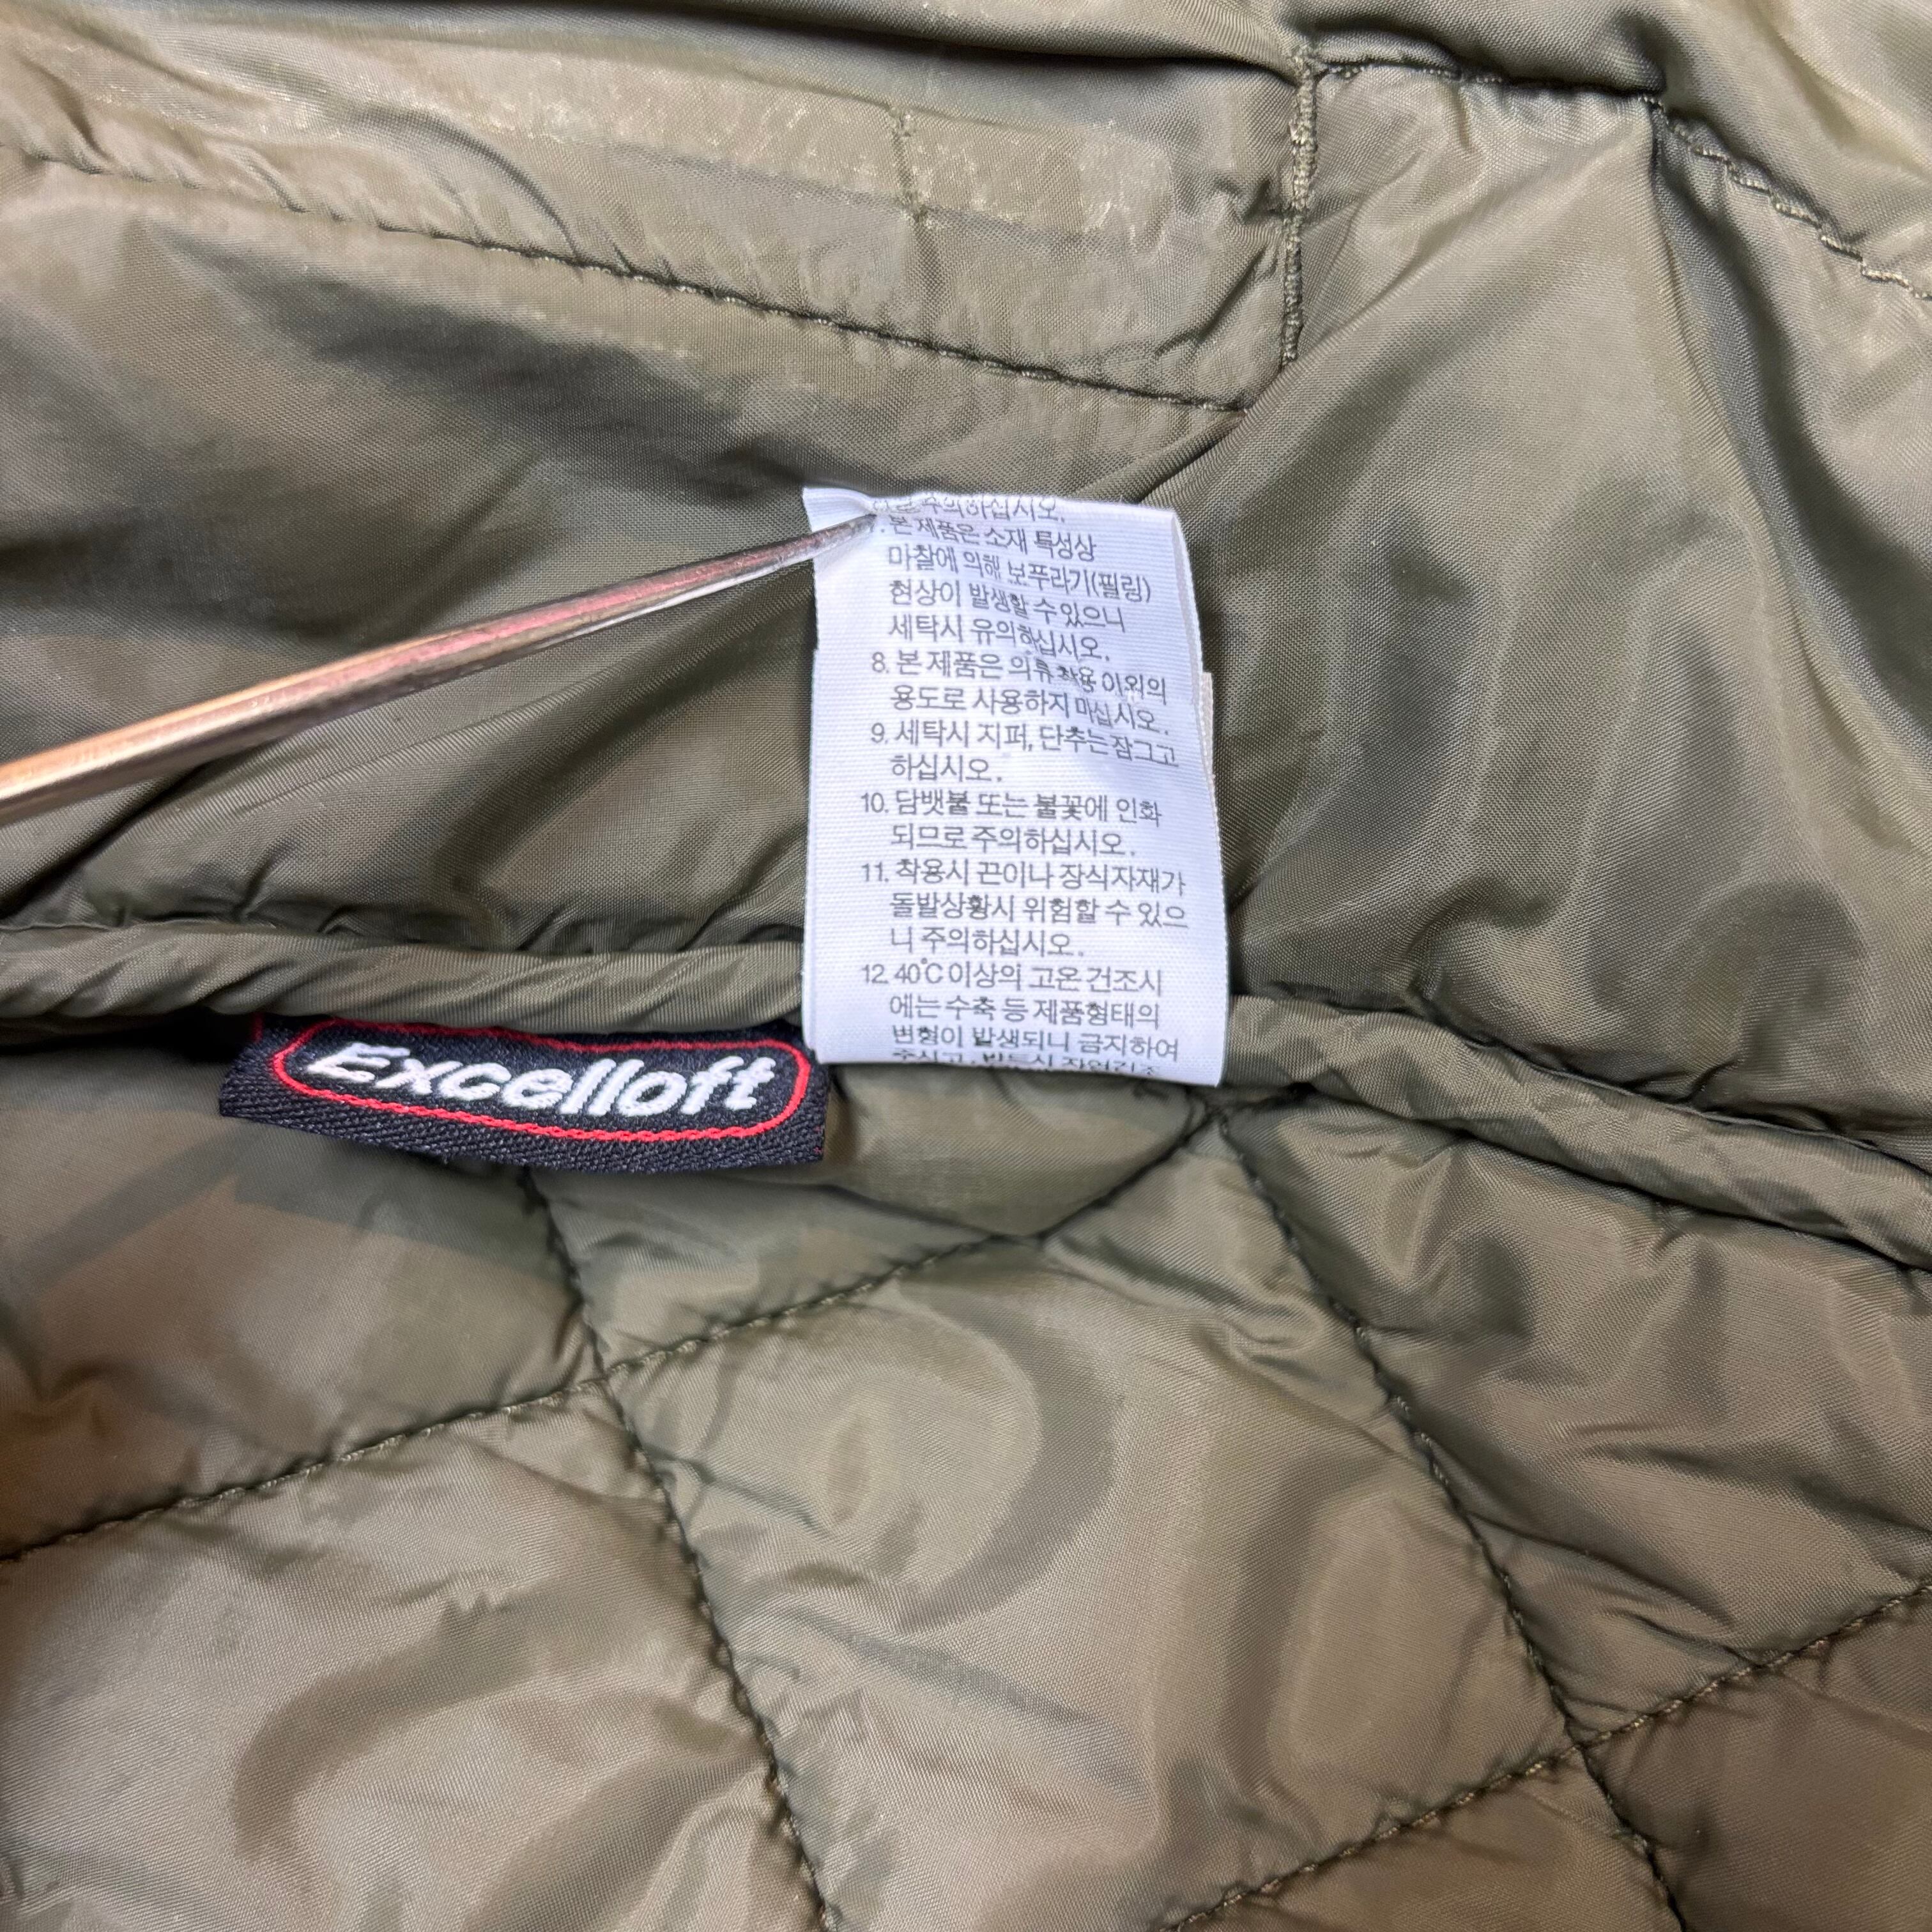 주의하십시오.
7. 본 제품은 소재 특성상
마찰에 의해 보푸라기(필링)
현상이 발생할 수 있으니
세탁시 유의하십시오.
8. 본 제품은 의류 착용 이외의
용도로 사용하지 마십시오.
9. 세탁시 지퍼, 단추는 잠그고
하십시오.
10. 담뱃불 또는 불꽃에 인화
되므로 주의하십시오.
11. 착용시 끈이나 장식자재가
돌발상황시 위험할 수 있으
니 주의하십시오.
12. 40°C 이상의 고온 건조시
에는 수축 등 제품형태의
변형이 발생되니 금지하여
Excelloft